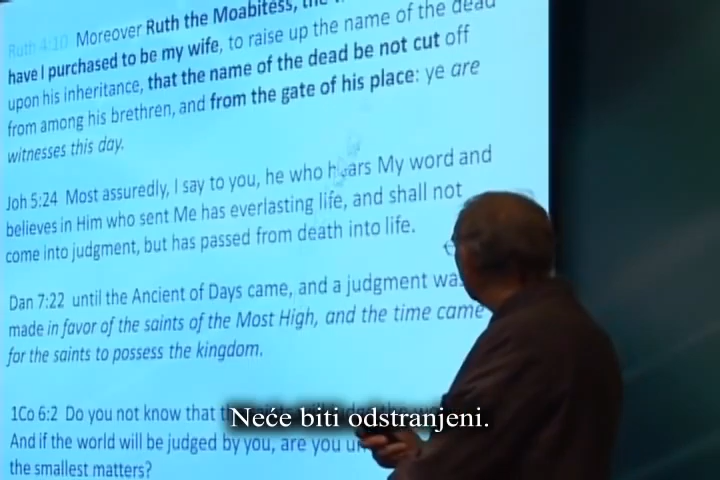 Ruth 4:10 Moreover Ruth the Moabitess, the
have I purchased to be my wife, to raise up the name of the dead
upon his inheritance, that the name of the dead be not cut off
from among his brethren, and from the gate of his place: ye are
witnesses this day.
Joh 5:24 Most assuredly, I say to you, he who hears My word and
believes in Him who sent Me has everlasting life, and shall not
come into judgment, but has passed from death into life.
Dan 7:22 until the Ancient of Days came, and a judgment was
made in favor of the saints of the Most High, and the time came
for the saints to possess the kingdom.
1Co 6:2 Do you not know that
And if the world will be judged by you, are you
the smallest matters?
Neće biti odstranjeni.